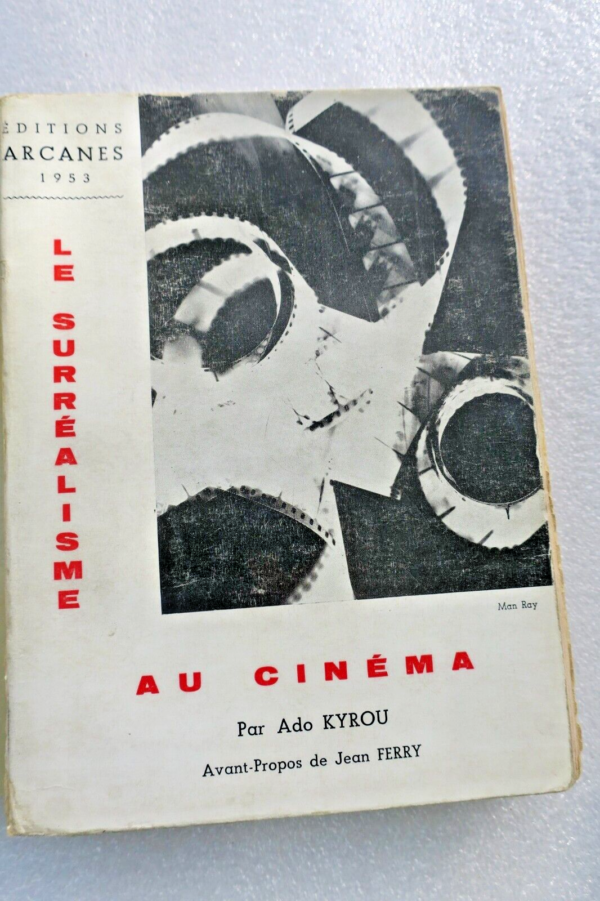 ÉDITIONS
ARCANES
1953
LE SURRÉALISME
Man Ray
AU CINÉMA
Par Ado KYROU
Avant-Propos de Jean FERRY